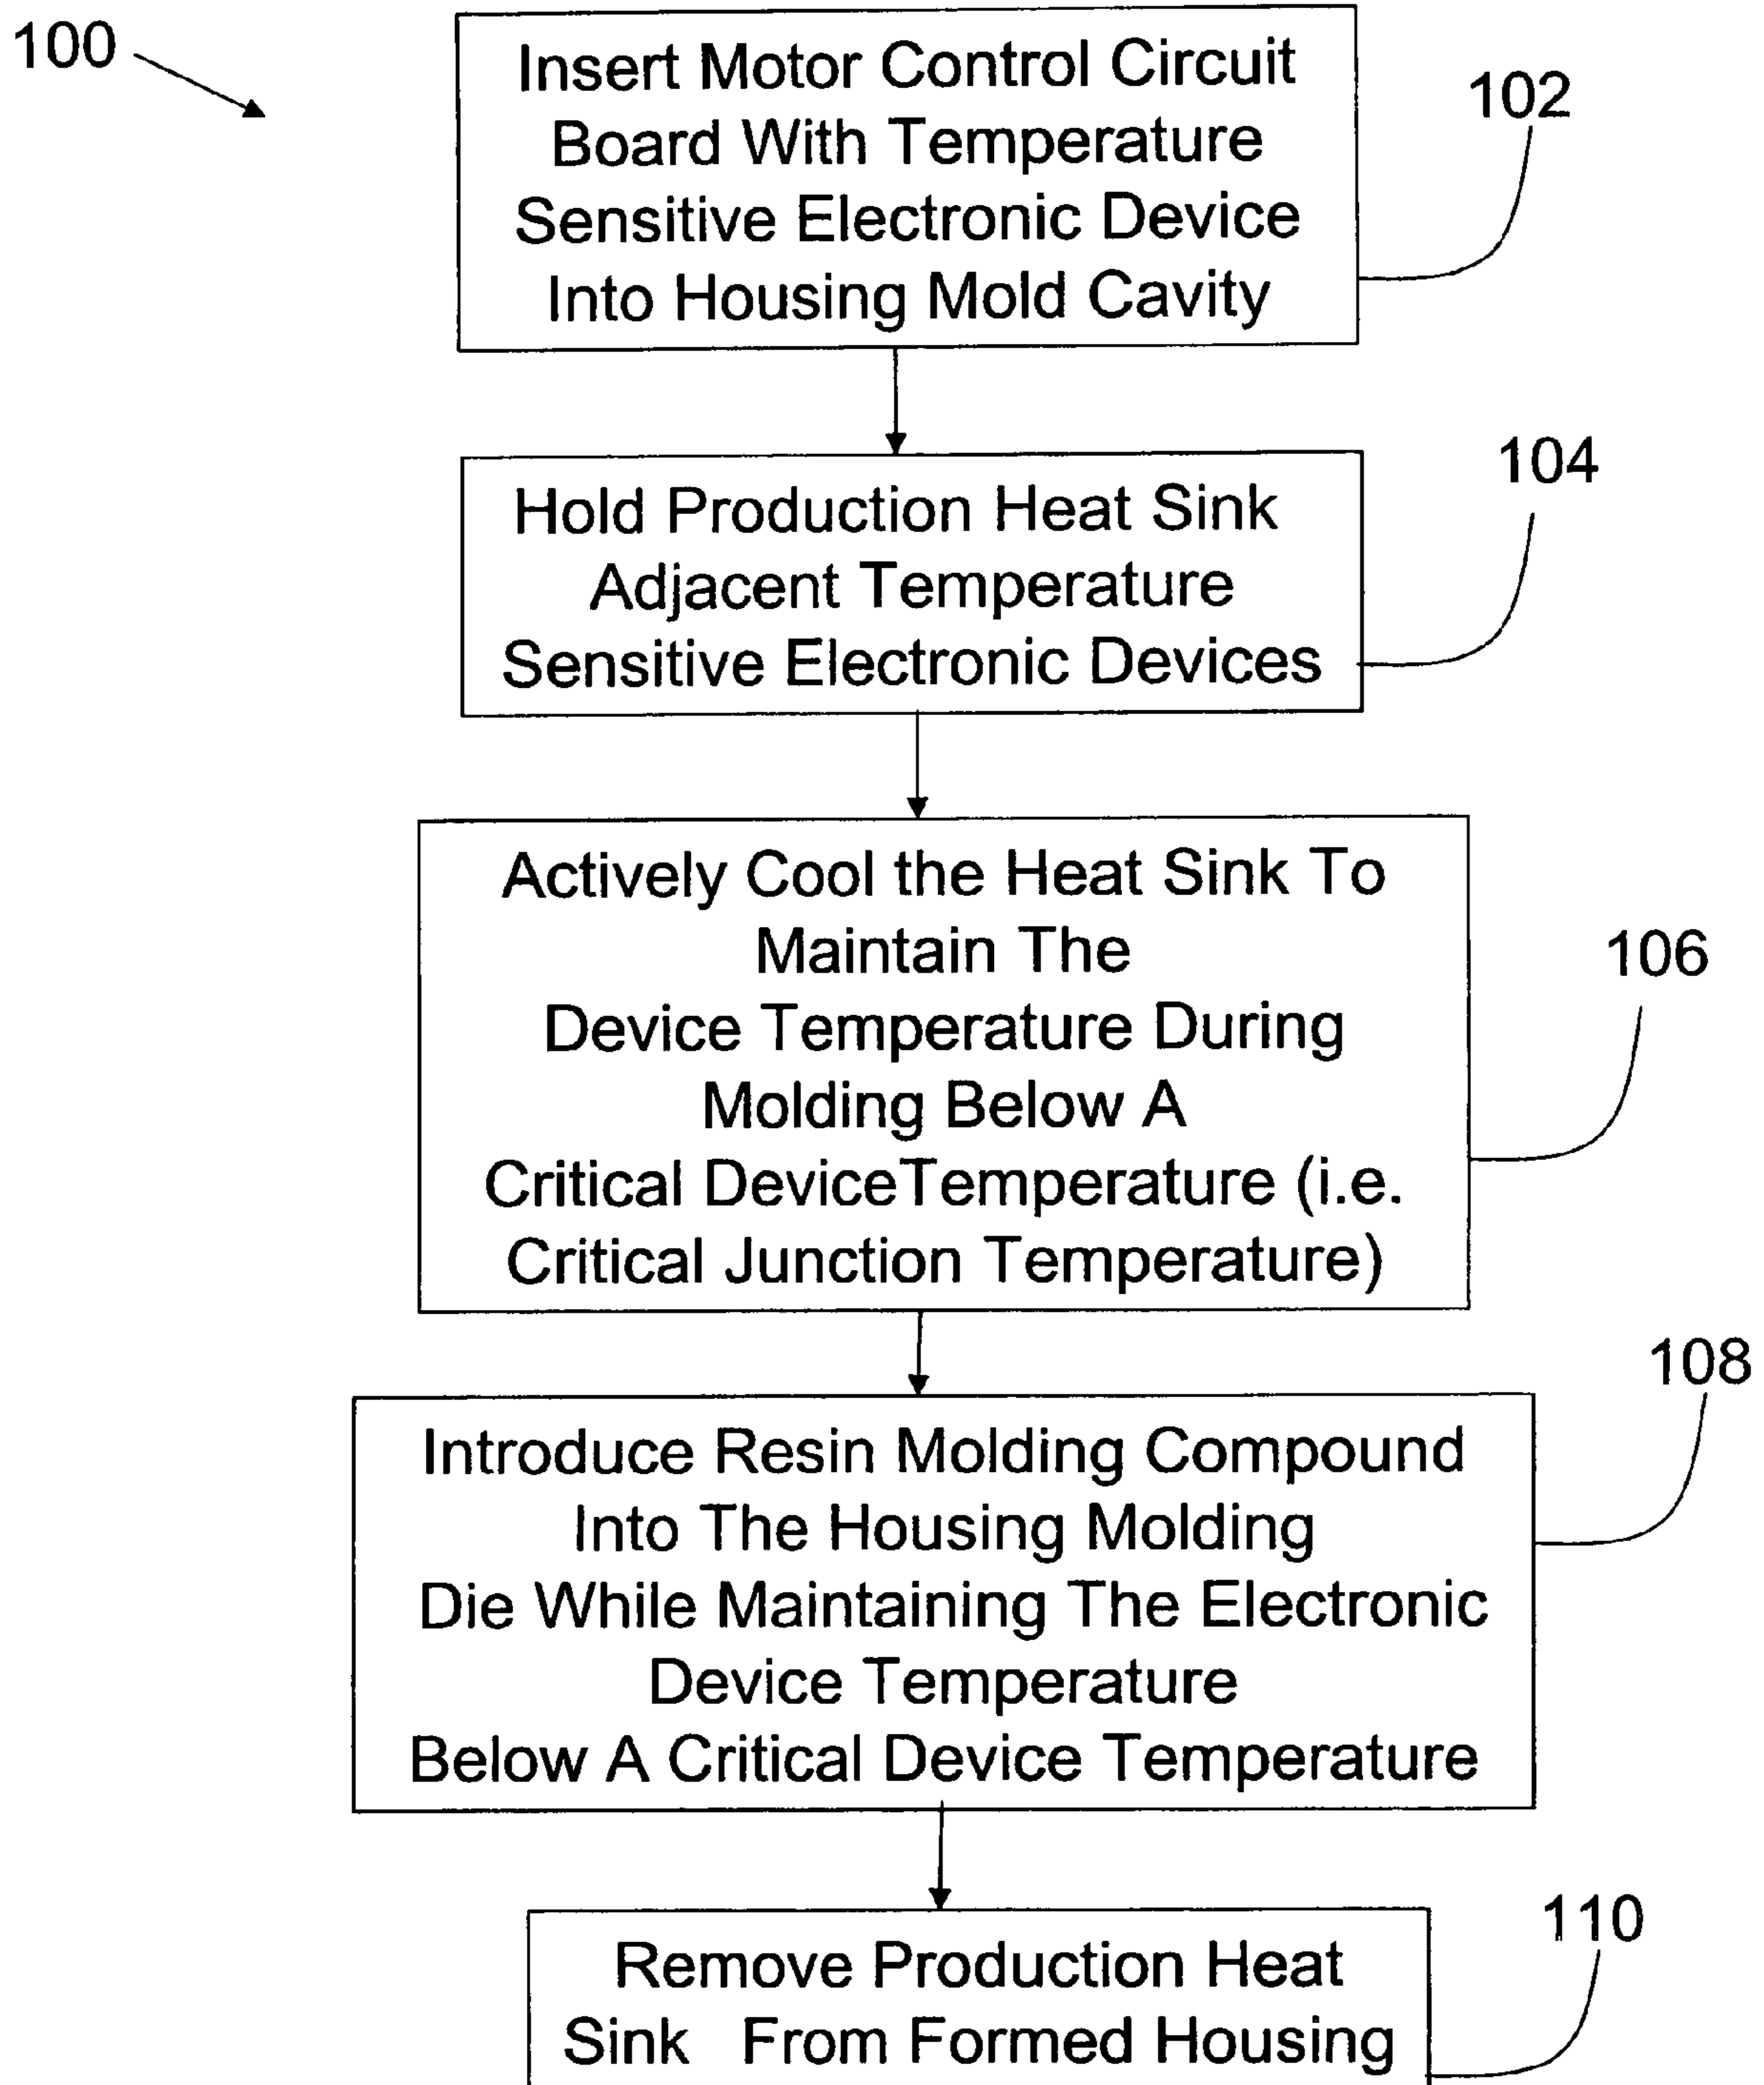 100
Insert Motor Control Circuit
Board With Temperature
Sensitive Electronic Device
Into Housing Mold Cavity
102
Hold Production Heat Sink
Adjacent Temperature
Sensitive Electronic Devices
104
Actively Cool the Heat Sink To
Maintain The
Device Temperature During
Molding Below A
Critical DeviceTemperature (i.e.
Critical Junction Temperature)
106
Introduce Resin Molding Compound
Into The Housing Molding
Die While Maintaining The Electronic
Device Temperature
Below A Critical Device Temperature
108
Remove Production Heat
Sink From Formed Housing
110